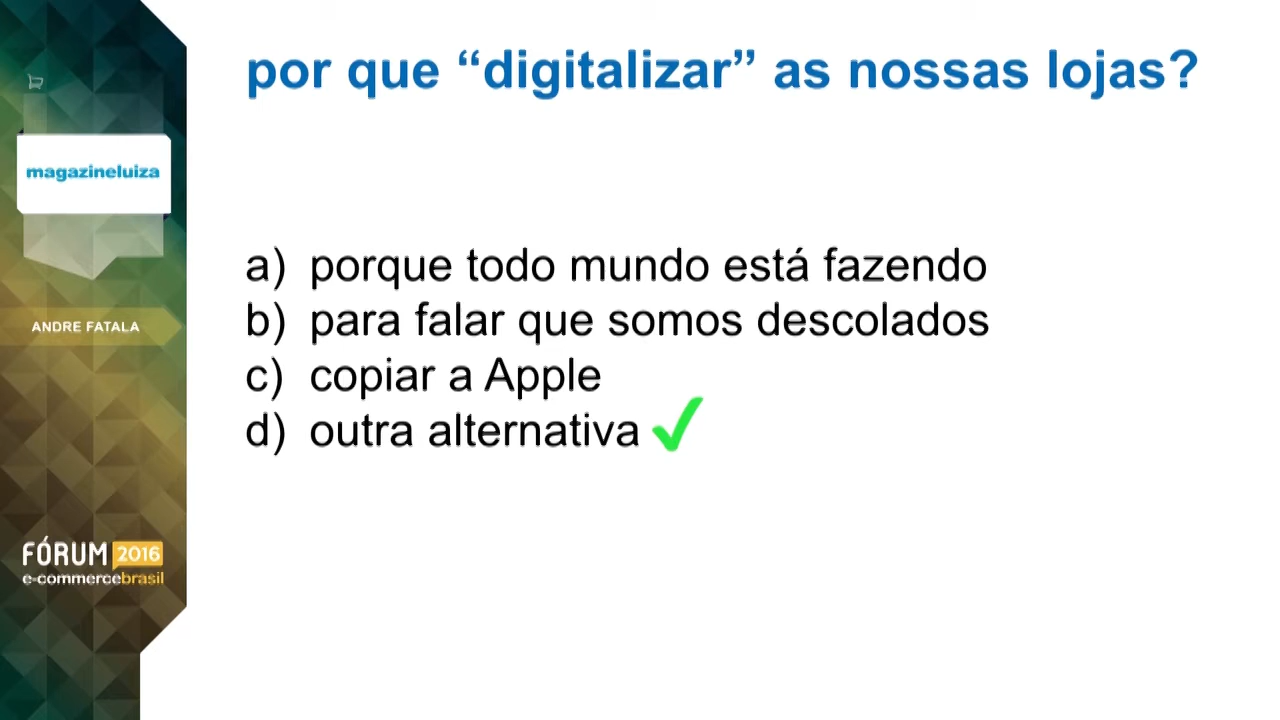 por que “digitalizar” as nossas lojas?
magazineluiza
a) porque todo mundo está fazendo
b) para falar que somos descolados
ANDRE FATALA
c) copiar a Apple
d) outra alternativa
FÓRUM 2016
e-commercebrasil